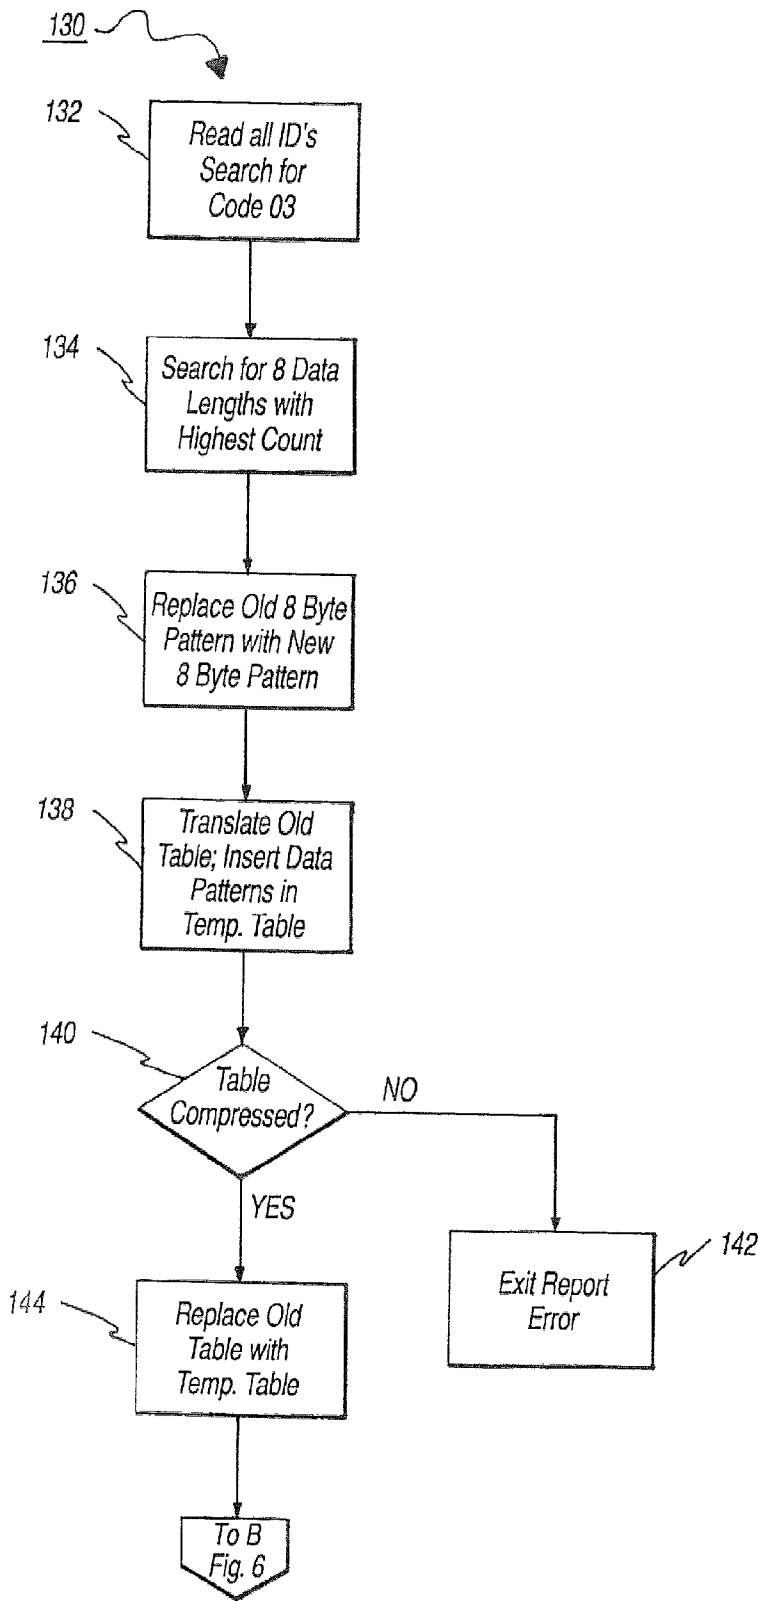 130
132
Read all ID's
Search for
Code 03
134
Search for 8 Data
Lengths with
Highest Count
136
Replace Old 8 Byte
Pattern with New
8 Byte Pattern
138
Translate Old
Table; Insert Data
Patterns in
Temp. Table
140
Table
Compressed?
NO
YES
142
Exit Report
Error
144
Replace Old
Table with
Temp. Table
To B
Fig. 6